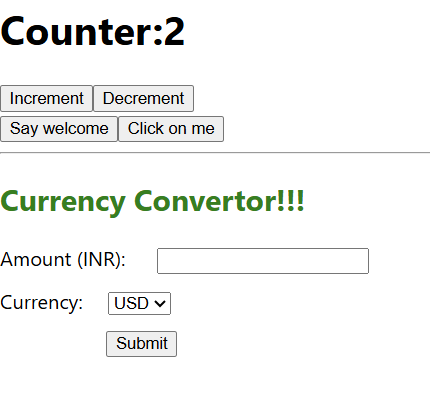 Counter:2
Increment Decrement
Say welcome Click on me
Currency Convertor!!!
Amount (INR):
Currency: USD
Submit